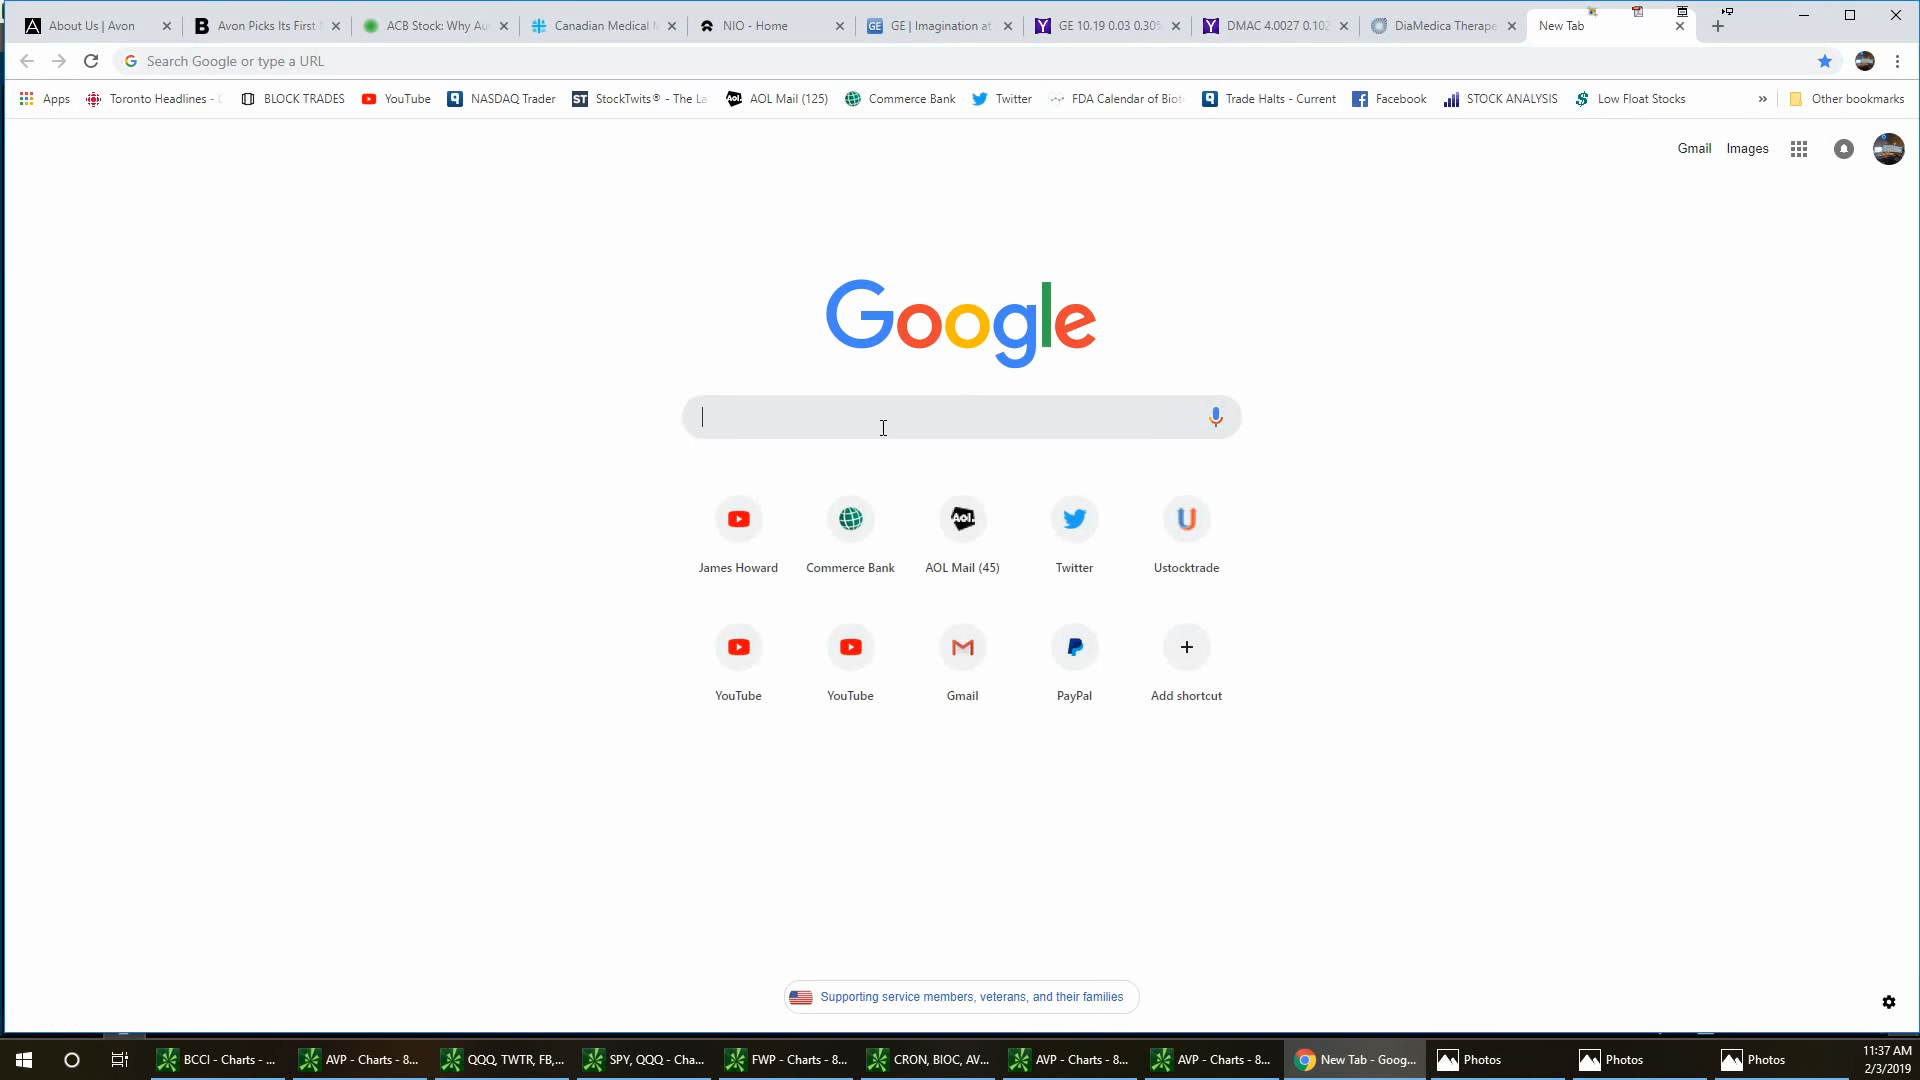 About Us | Avon
Avon Picks Its First
ACB Stock: Why Au
Canadian Medical
NIO - Home
GE | Imagination at
GE 10.19 0.03 0.30%
DMAC 4.0027 0.102
DiaMedica Therape
New Tab
Search Google or type a URL
Apps
Toronto Headlines -
BLOCK TRADES
YouTube
NASDAQ Trader
StockTwits® - The La
AOL Mail (125)
Commerce Bank
Twitter
FDA Calendar of Biot
Trade Halts - Current
Facebook
STOCK ANALYSIS
Low Float Stocks
Other bookmarks
Gmail
Images
Google
James Howard
Commerce Bank
AOL Mail (45)
Twitter
Ustocktrade
YouTube
YouTube
Gmail
PayPal
Add shortcut
Supporting service members, veterans, and their families
BCCI - Charts - ...
AVP - Charts - 8...
QQQ, TWTR, FB,...
SPY, QQQ - Cha...
FWP - Charts - 8...
CRON, BIOC, AV...
AVP - Charts - 8...
AVP - Charts - 8...
New Tab - Goog...
Photos
Photos
Photos
11:37 AM
2/3/2019